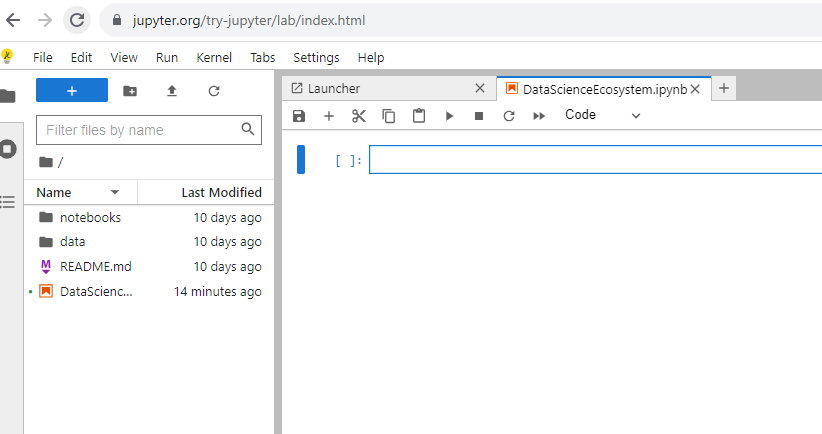 jupyter.org/try-jupyter/lab/index.html
File Edit View Run Kernel Tabs Settings Help
+
Filter files by name
/
Name Last Modified
notebooks 10 days ago
data 10 days ago
M README.md 10 days ago
DataScienc... 14 minutes ago
Launcher
DataScienceEcosystem.ipynb
Code
[ ]: